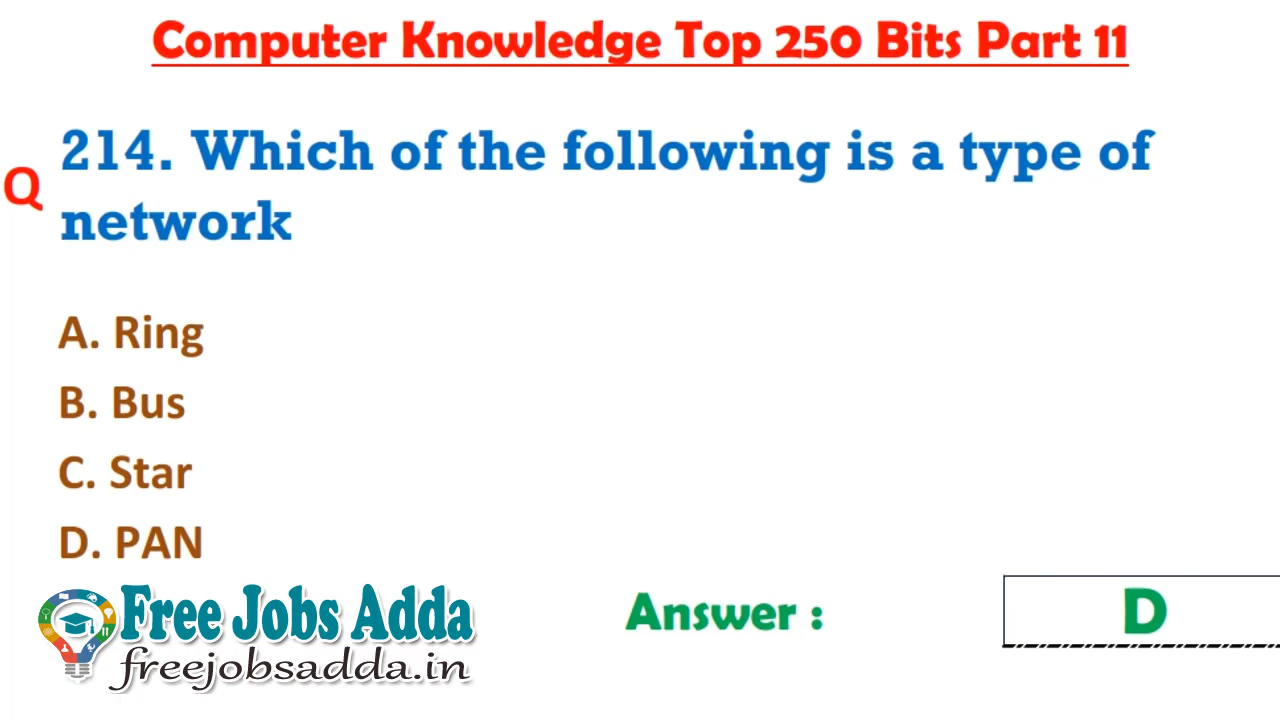 Computer Knowledge Top 250 Bits Part 11
Q
214. Which of the following is a type of
network
A. Ring
B. Bus
C. Star
D. PAN
Free Jobs Adda
freejobsadda.in
Answer :
D